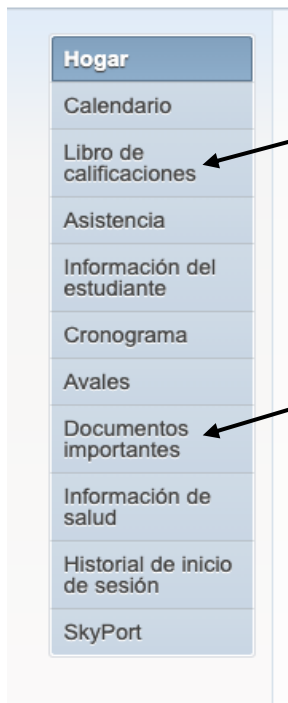 Hogar
Calendario
Libro de
calificaciones
Asistencia
Información del
estudiante
Cronograma
Avales
Documentos
importantes
Información de
salud
Historial de inicio
de sesión
SkyPort